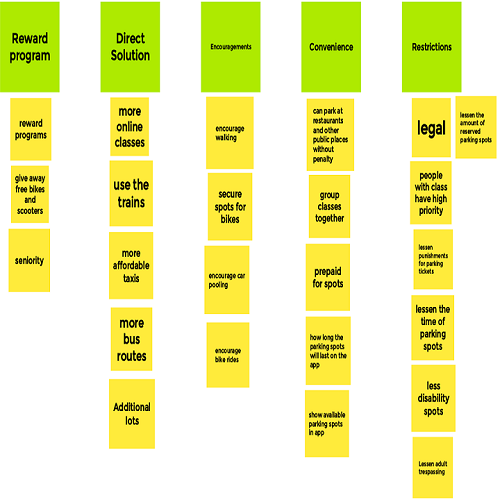 Reward
program
reward
programs
give away
free bikes
and
scooters
seniority
Direct
Solution
more
online
classes
use the
trains
more
affordable
taxis
more
bus
routes
Additional
lots
Encouragements
encourage
walking
secure
spots for
bikes
encourage car
pooling
encourage
bike rides
Convenience
can park at
restaurants
and other
public places
without
penalty
group
classes
together
prepaid
for spots
how long the
parking spots
will last on the
app
show available
parking spots
in app
Restrictions
legal
lessen the
amount of
reserved
parking spots
people
with class
have high
priority
lessen
punishments
for parking
tickets
lessen the
time of
parking
spots
less
disability
spots
Lessen adult
trespassing